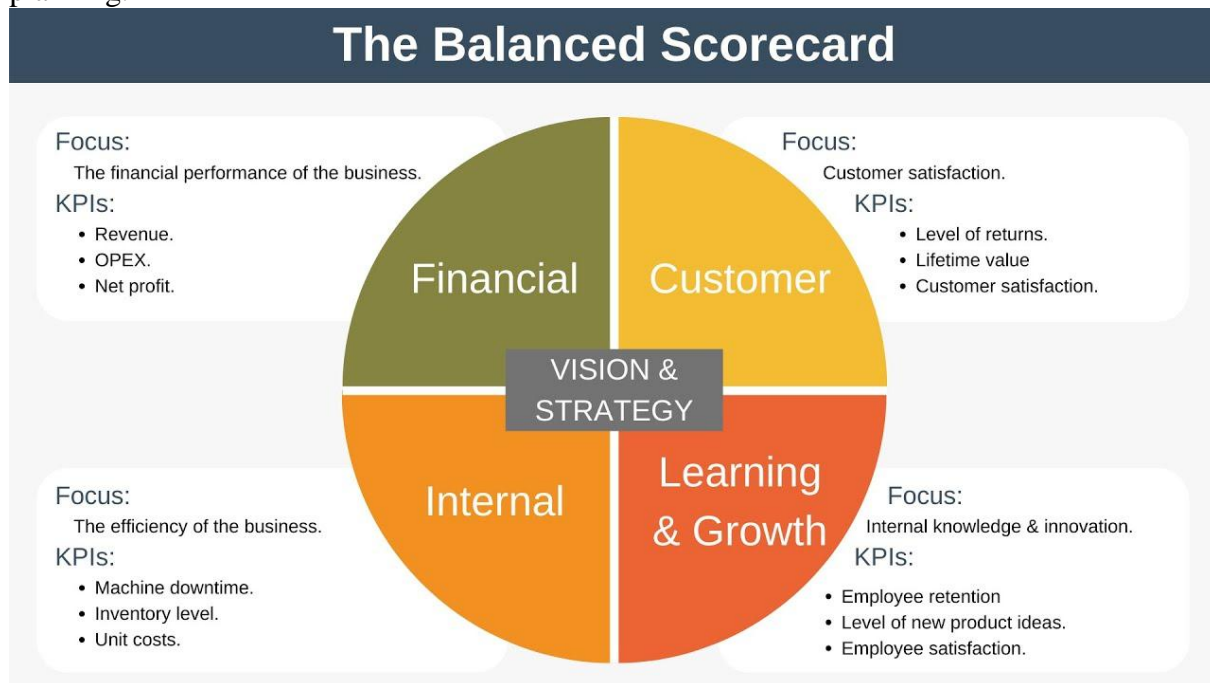 The Balanced Scorecard
Focus:
The financial performance of the business.
KPIs:
• Revenue.
• OPEX.
• Net profit.
Focus:
Customer satisfaction.
KPIs:
• Level of returns.
• Lifetime value
• Customer satisfaction.
Financial
Customer
VISION &
STRATEGY
Internal
Learning
& Growth
Focus:
The efficiency of the business.
KPIs:
• Machine downtime.
• Inventory level.
• Unit costs.
Focus:
Internal knowledge & innovation.
KPIs:
• Employee retention
• Level of new product ideas.
• Employee satisfaction.